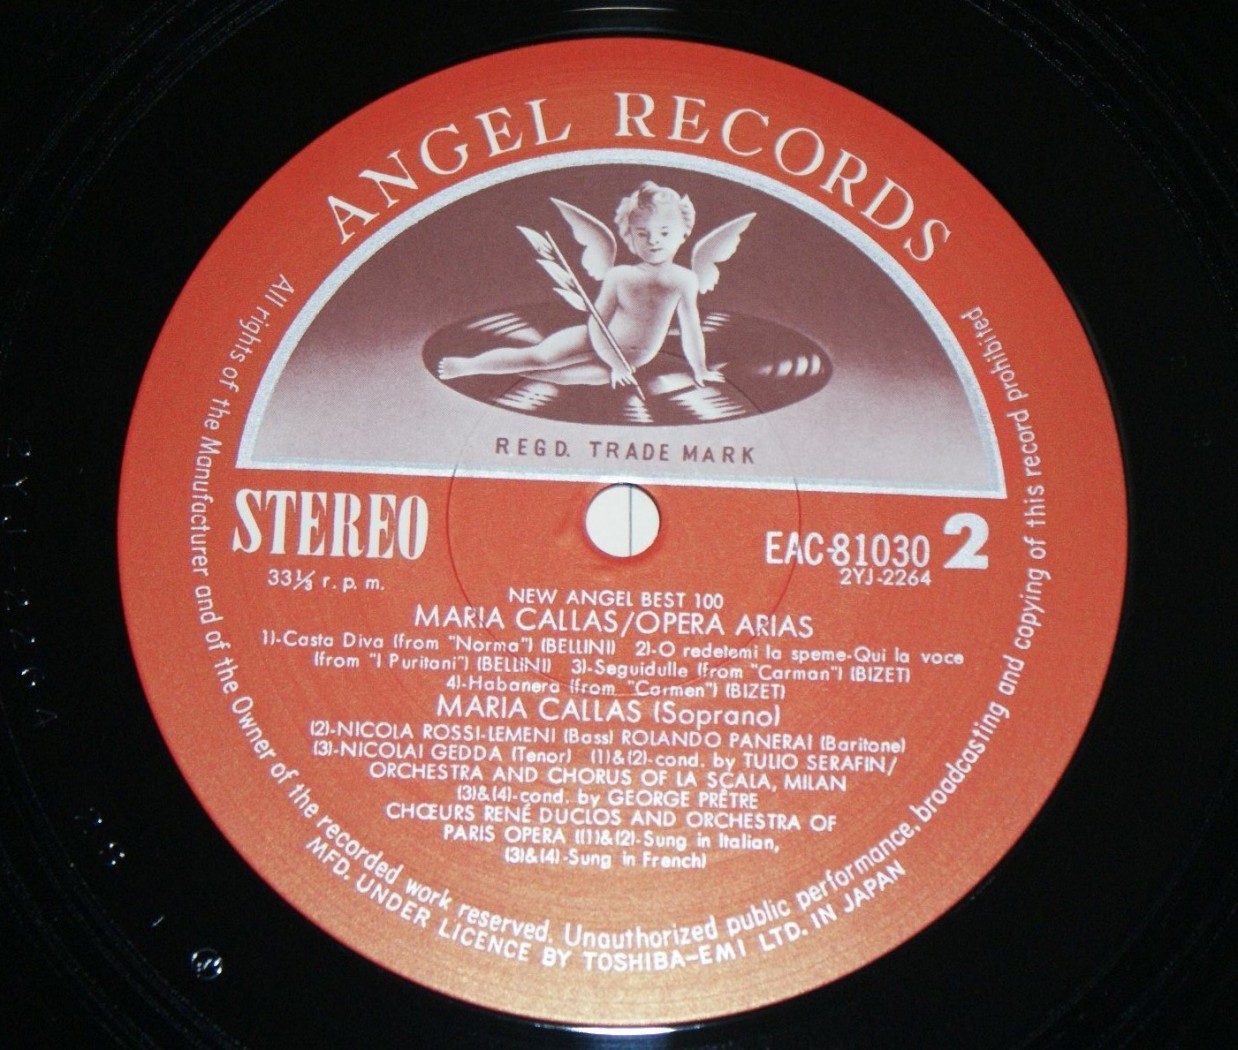 ANGEL RECORDS
REGD. TRADE MARK
STEREO
33⅓ r. p. m.
EAC-81030 2
2YJ-2264
NEW ANGEL BEST 100
MARIA CALLAS/OPERA ARIAS
1)-Casta Diva (from "Norma") (BELLINI) 2)-O redetemi la speme-Qui la voce
(from "I Puritani") (BELLINI) 3)-Seguidulle (from "Carman") (BIZET)
4)-Habanera (from "Carmen") (BIZET)
MARIA CALLAS (Soprano)
(2)-NICOLA ROSSI-LEMENI (Bass) ROLANDO PANERAI (Baritone)
(3)-NICOLAI GEDDA (Tenor) (1)&(2)-cond. by TULIO SERAFIN/
ORCHESTRA AND CHORUS OF LA SCALA, MILAN
(3)&(4)-cond. by GEORGE PRÊTRE
CHŒURS RENÉ DUCLOS AND ORCHESTRA OF
PARIS OPERA ((1)&(2)-Sung in Italian,
(3)&(4)-Sung in French)
All rights of the Manufacturer and of the Owner of the recorded work reserved. Unauthorized public performance, broadcasting and copying of this record prohibited
MFD. UNDER LICENCE BY TOSHIBA-EMI LTD. IN JAPAN